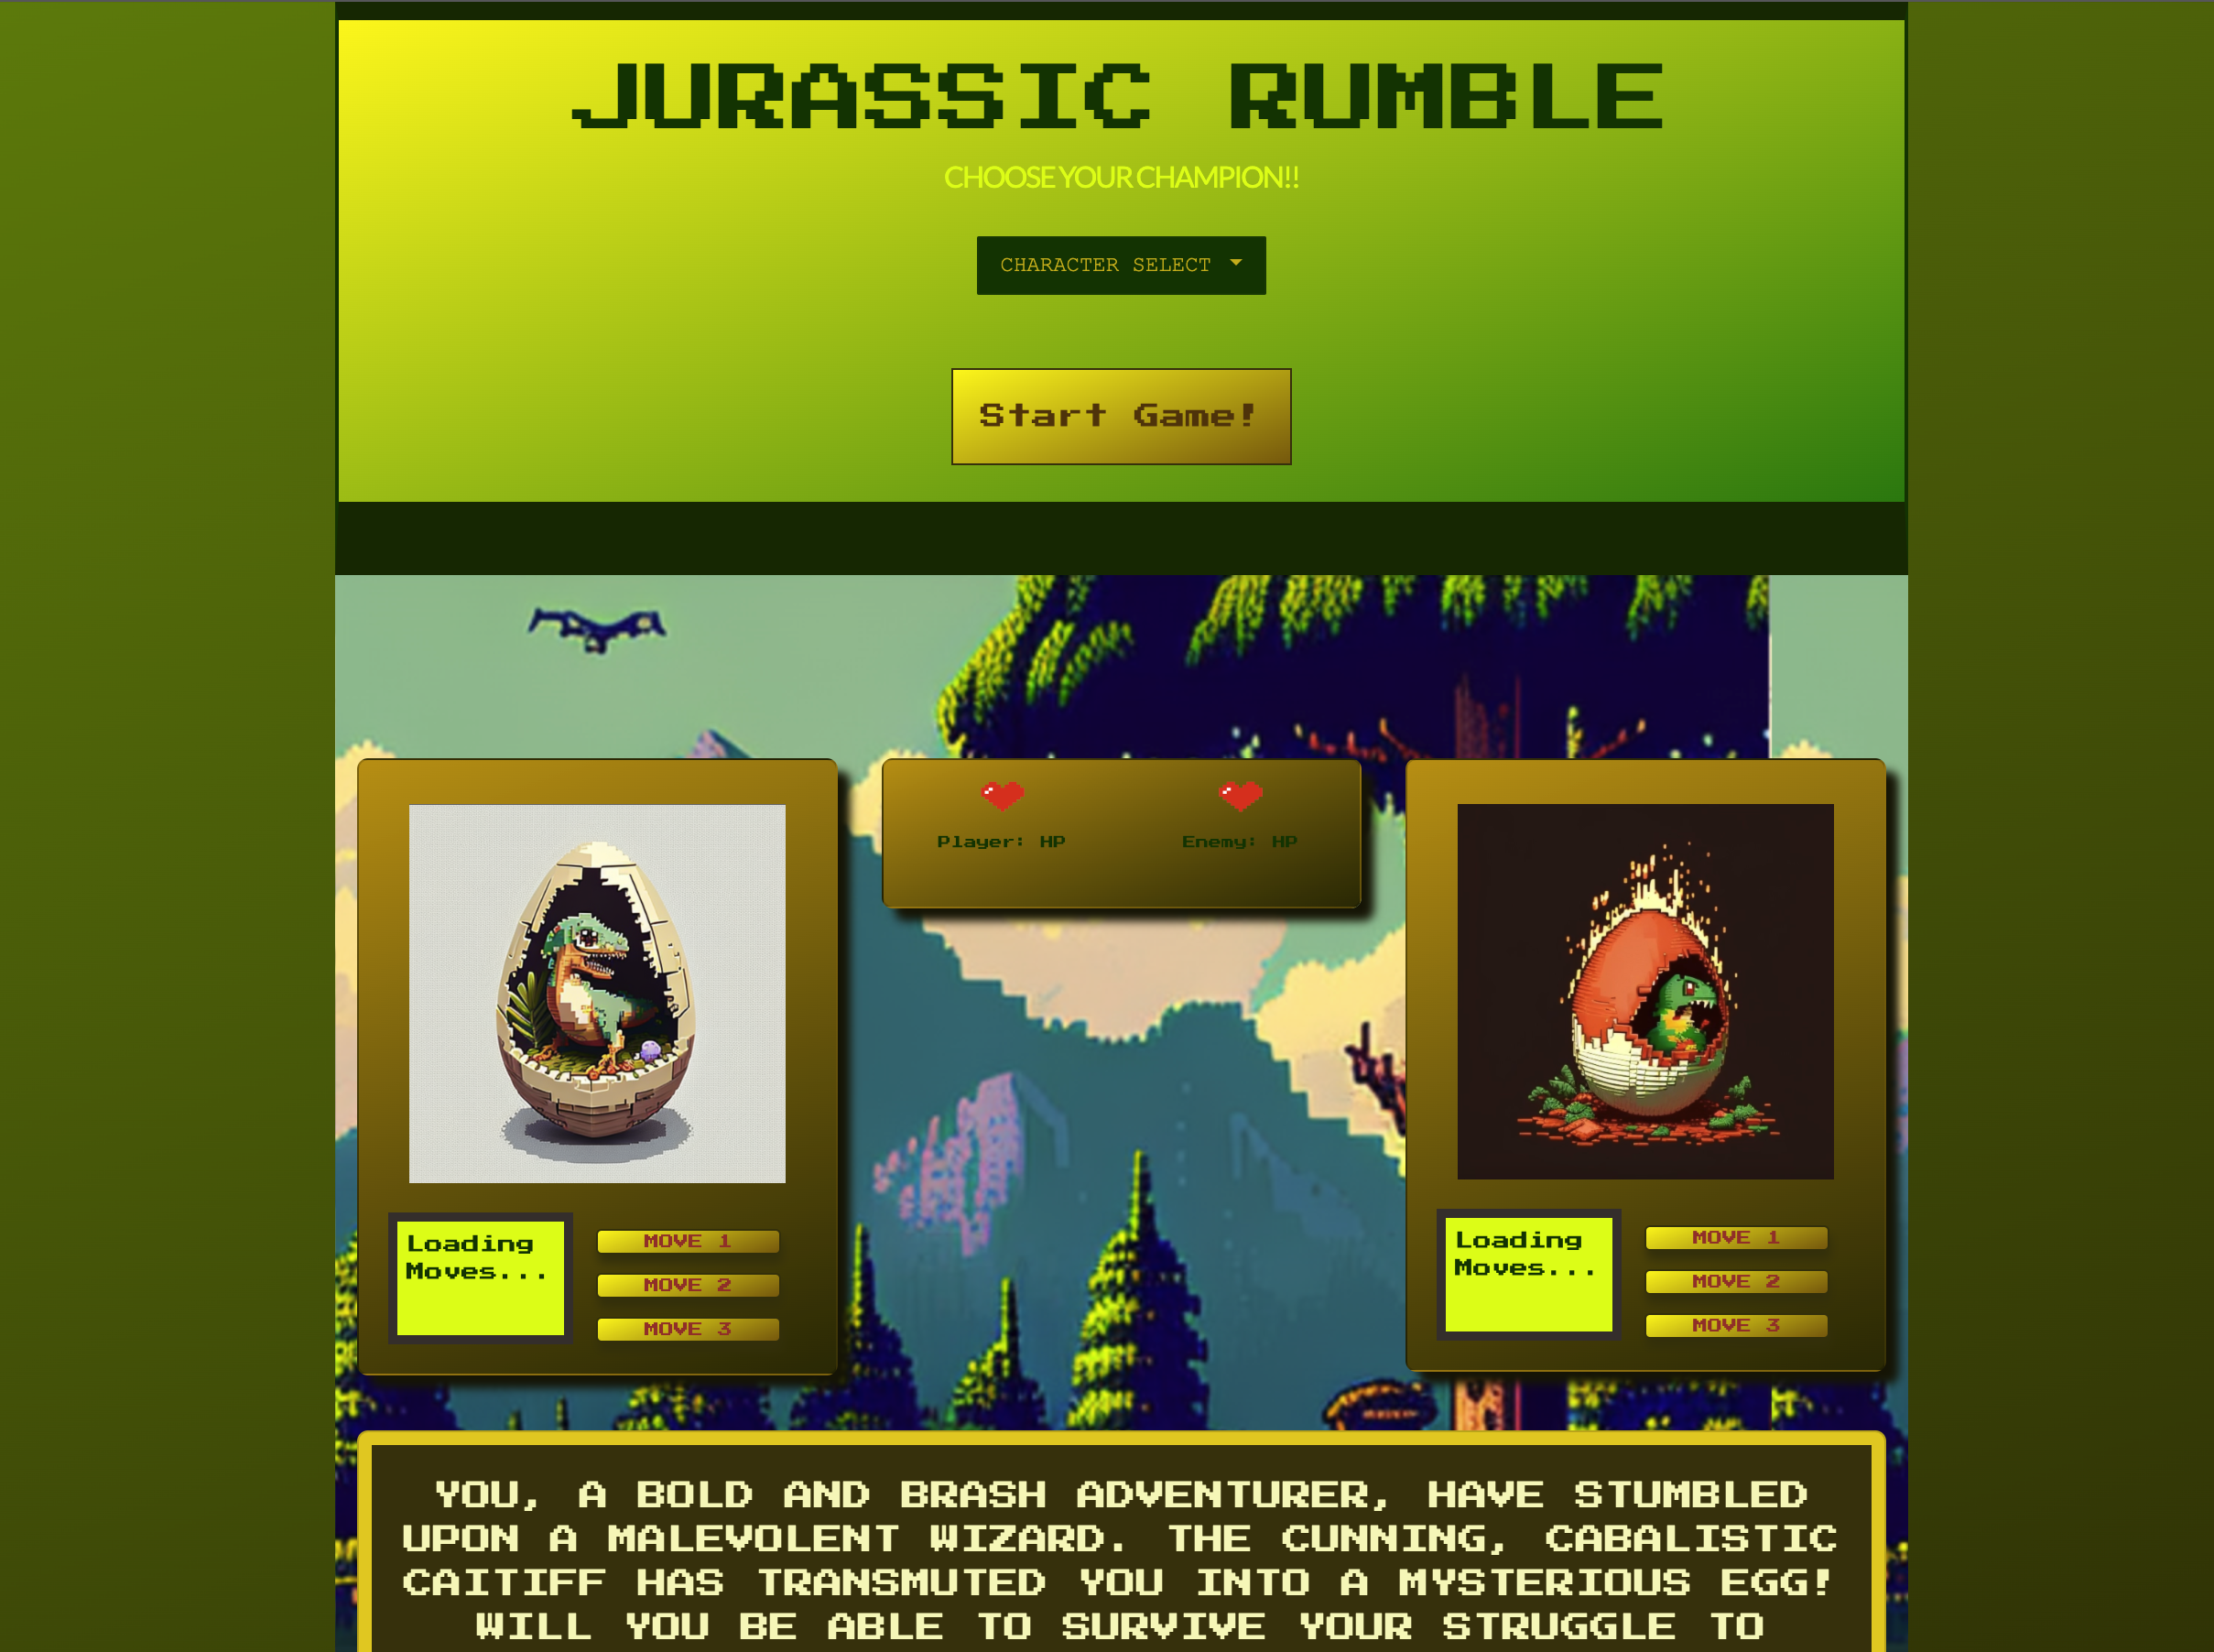 JURASSIC RUMBLE
CHOOSE YOUR CHAMPION!!
CHARACTER SELECT
Start Game!
Player: HP
Enemy: HP
Loading
Moves...
MOVE 1
MOVE 2
MOVE 3
Loading
Moves...
MOVE 1
MOVE 2
MOVE 3
YOU, A BOLD AND BRASH ADVENTURER, HAVE STUMBLED
UPON A MALEVOLENT WIZARD. THE CUNNING, CABALISTIC
CAITIFF HAS TRANSMUTED YOU INTO A MYSTERIOUS EGG!
WILL YOU BE ABLE TO SURVIVE YOUR STRUGGLE TO